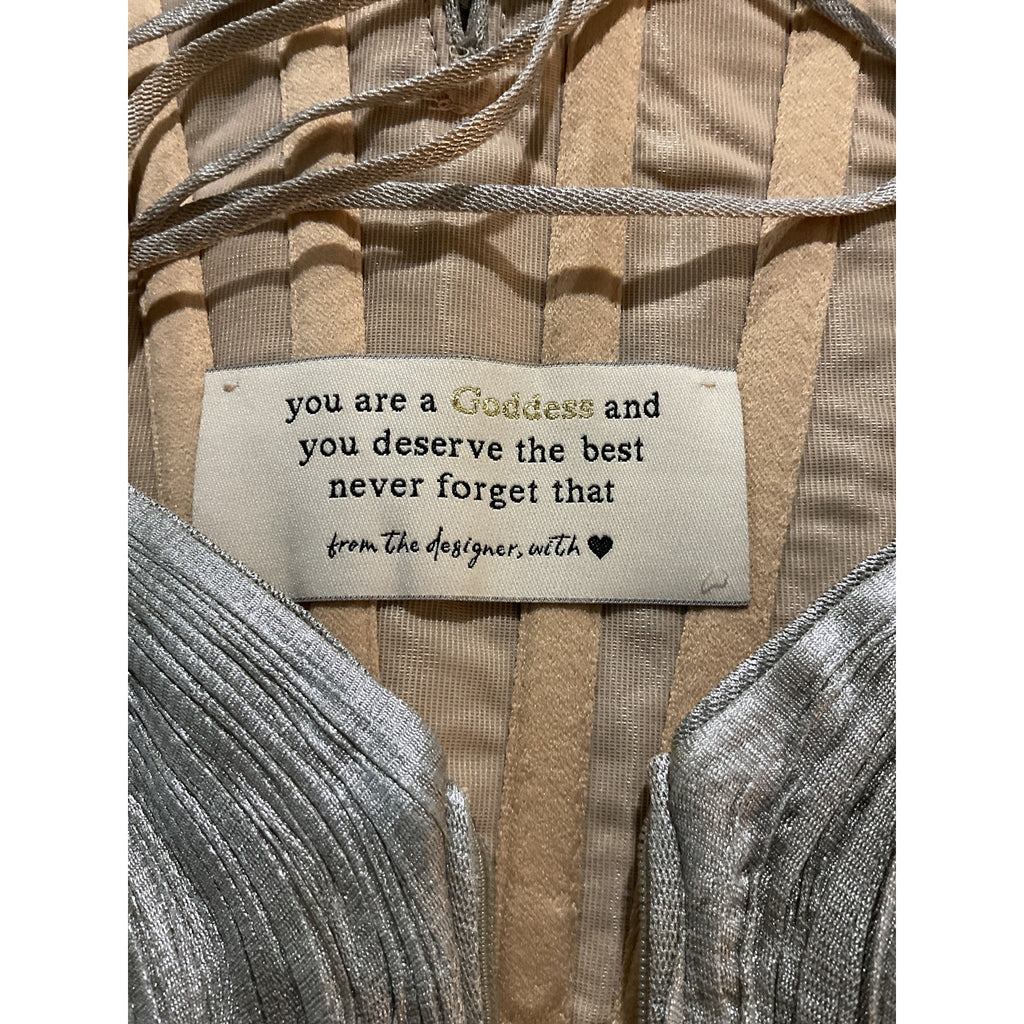 you are a Goddess and
you deserve the best
never forget that
from the designer, with ♥